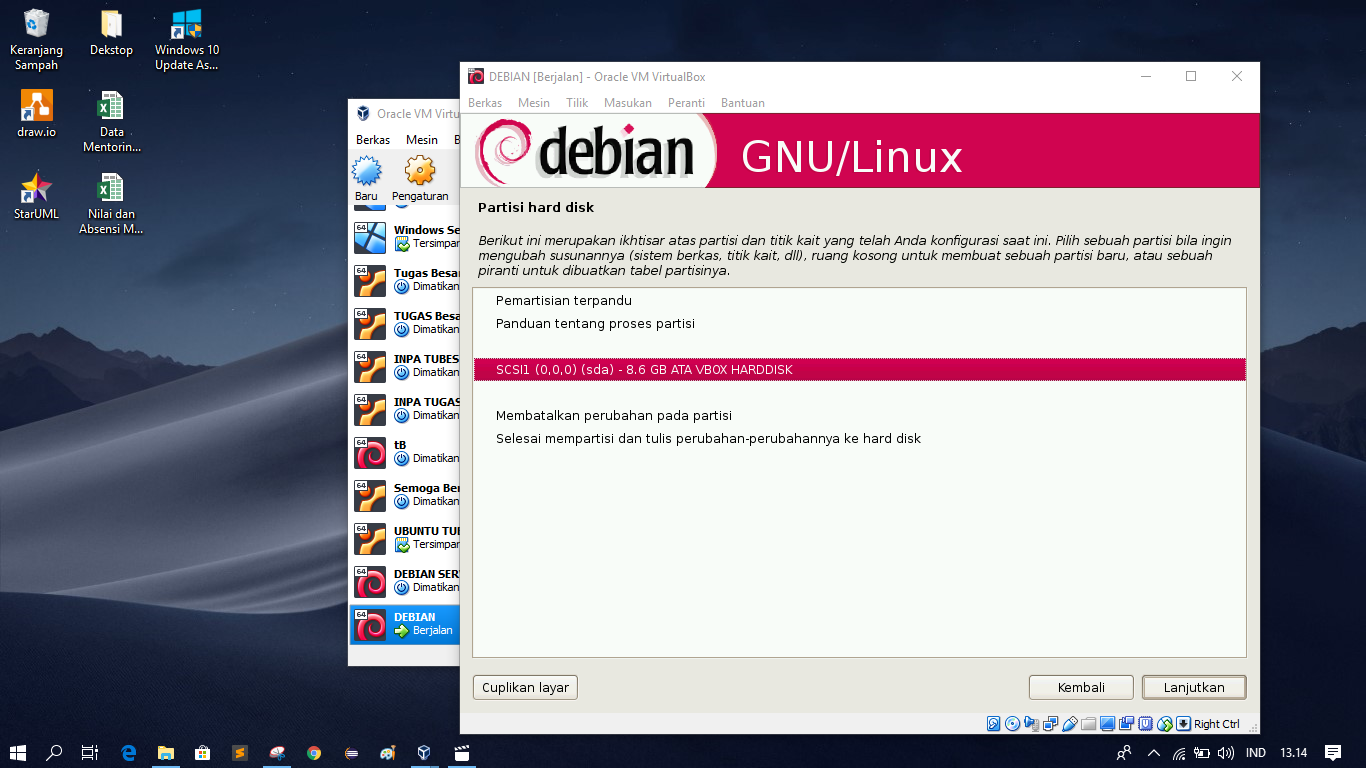 Keranjang
Sampah
Dekstop
Windows 10
Update As...
draw.io
Data
Mentorin...
StarUML
Nilai dan
Absensi M...
Oracle VM Virtu
Berkas Mesin B
Baru Pengaturan
64 Windows Se
Tersimpan
64 Tugas Besa
Dimatikan
64 TUGAS Besa
Dimatikan
64 INPA TUBES
Dimatikan
64 INPA TUGAS
Dimatikan
64 tB
Dimatikan
64 Semoga Ber
Dimatikan
64 UBUNTU TU
Tersimpan
64 DEBIAN SER
Dimatikan
64 DEBIAN
Berjalan
DEBIAN [Berjalan] - Oracle VM VirtualBox
Berkas Mesin Tilik Masukan Peranti Bantuan
debian GNU/Linux
Partisi hard disk
Berikut ini merupakan ikhtisar atas partisi dan titik kait yang telah Anda konfigurasi saat ini. Pilih sebuah partisi bila ingin
mengubah susunannya (sistem berkas, titik kait, dll), ruang kosong untuk membuat sebuah partisi baru, atau sebuah
piranti untuk dibuatkan tabel partisinya.
Pemartisian terpandu
Panduan tentang proses partisi
SCSI1 (0,0,0) (sda) - 8.6 GB ATA VBOX HARDDISK
Membatalkan perubahan pada partisi
Selesai mempartisi dan tulis perubahan-perubahannya ke hard disk
Cuplikan layar Kembali Lanjutkan
Right Ctrl
IND 13.14